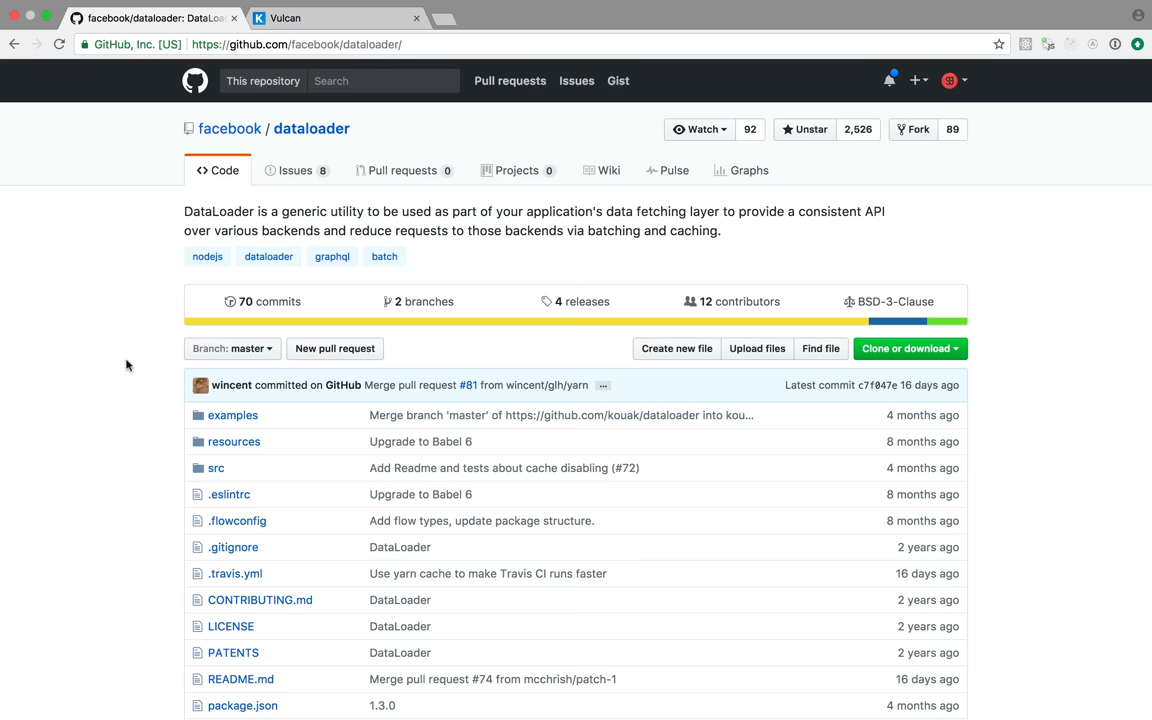 facebook/dataloader: DataLoa
Vulcan
GitHub, Inc. [US] https://github.com/facebook/dataloader/
This repository Search Pull requests Issues Gist
facebook / dataloader Watch 92 Unstar 2,526 Fork 89
Code Issues 8 Pull requests 0 Projects 0 Wiki Pulse Graphs
DataLoader is a generic utility to be used as part of your application's data fetching layer to provide a consistent API
over various backends and reduce requests to those backends via batching and caching.
nodejs dataloader graphql batch
70 commits 2 branches 4 releases 12 contributors BSD-3-Clause
Branch: master New pull request Create new file Upload files Find file Clone or download
wincent committed on GitHub Merge pull request #81 from wincent/glh/yarn ... Latest commit c7f047e 16 days ago
examples Merge branch 'master' of https://github.com/kouak/dataloader into kou... 4 months ago
resources Upgrade to Babel 6 8 months ago
src Add Readme and tests about cache disabling (#72) 4 months ago
.eslintrc Upgrade to Babel 6 8 months ago
.flowconfig Add flow types, update package structure. 8 months ago
.gitignore DataLoader 2 years ago
.travis.yml Use yarn cache to make Travis CI runs faster 16 days ago
CONTRIBUTING.md DataLoader 2 years ago
LICENSE DataLoader 2 years ago
PATENTS DataLoader 2 years ago
README.md Merge pull request #74 from mcchrish/patch-1 16 days ago
package.json 1.3.0 4 months ago